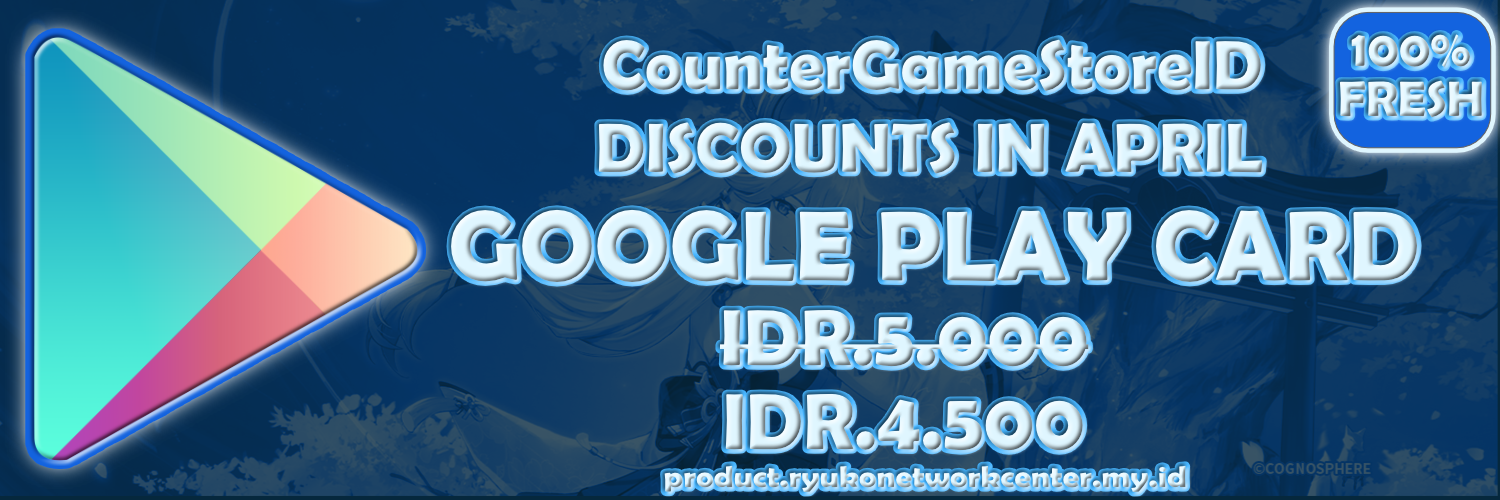 CounterGameStoreID
100%
FRESH
DISCOUNTS IN APRIL
GOOGLE PLAY CARD
IDR.5.000
IDR.4.500
©COGNOSPHERE
product.ryukonetworkcenter.my.id